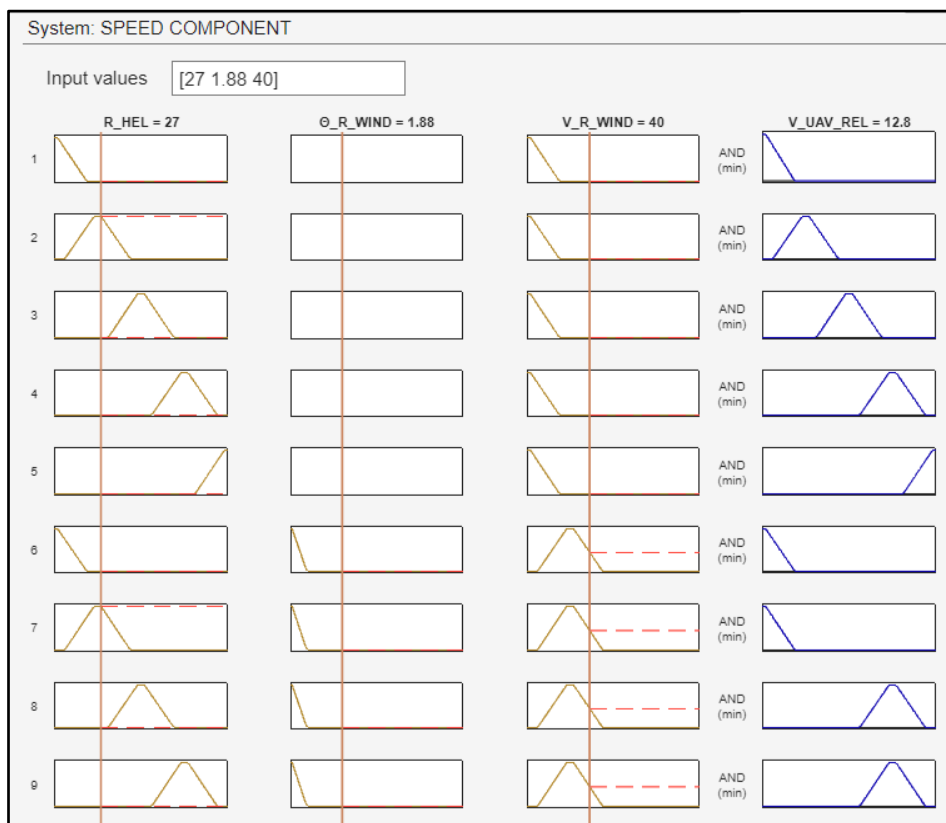 System: SPEED COMPONENT
Input values [27 1.88 40]
R_HEL = 27 Θ_R_WIND = 1.88 V_R_WIND = 40 V_UAV_REL = 12.8
1 AND
(min)
2 AND
(min)
3 AND
(min)
4 AND
(min)
5 AND
(min)
6 AND
(min)
7 AND
(min)
8 AND
(min)
9 AND
(min)